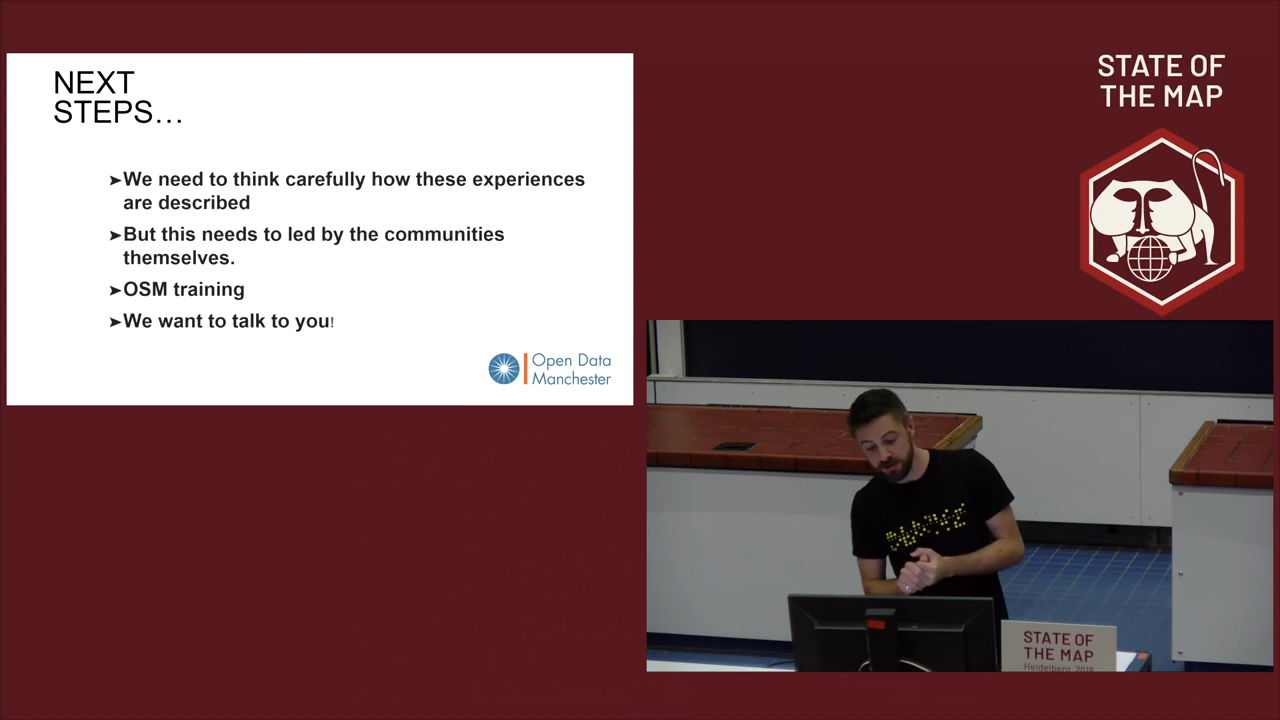 NEXT
STEPS…
➤We need to think carefully how these experiences
are described
➤But this needs to led by the communities
themselves.
➤OSM training
➤We want to talk to you!
Open Data
Manchester
STATE OF
THE MAP
STATE OF
THE MAP
Heidelberg, 2019